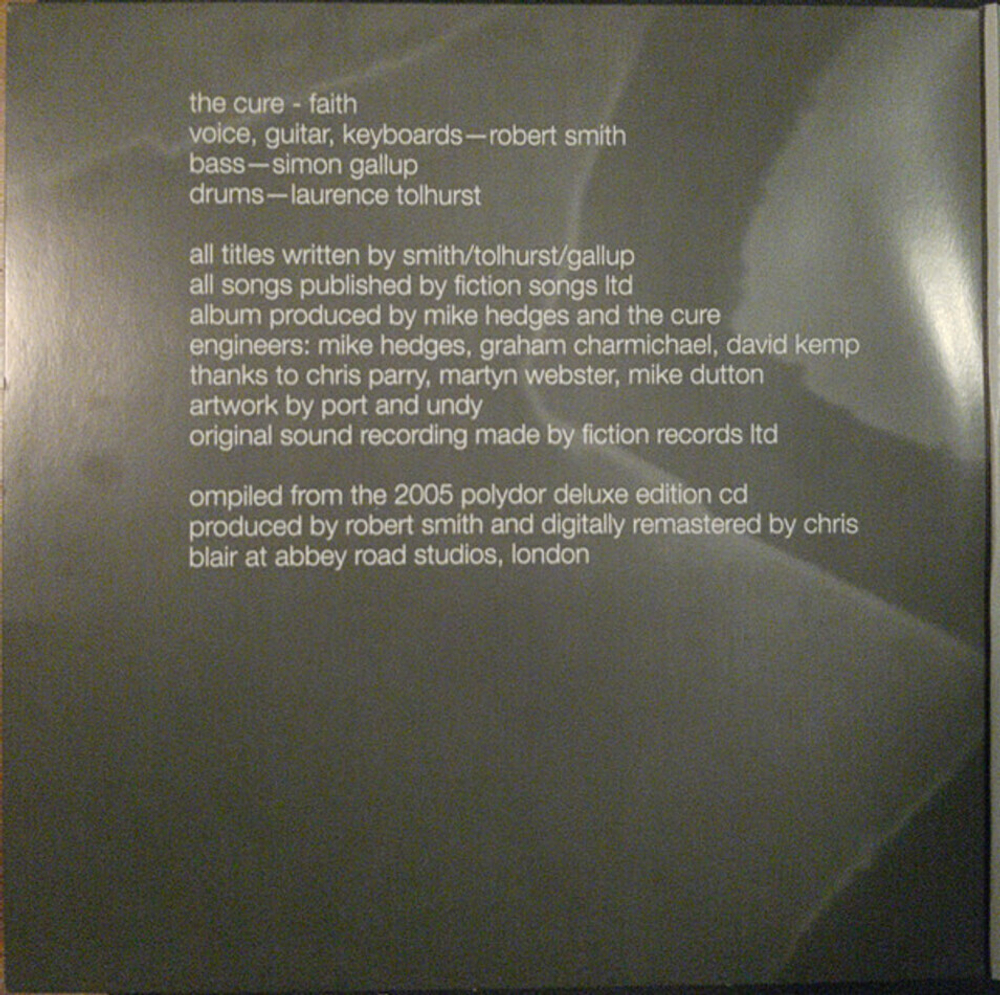 the cure - faith
voice, guitar, keyboards—robert smith
bass—simon gallup
drums—laurence tolhurst
all titles written by smith/tolhurst/gallup
all songs published by fiction songs ltd
album produced by mike hedges and the cure
engineers: mike hedges, graham charmichael, david kemp
thanks to chris parry, martyn webster, mike dutton
artwork by port and undy
original sound recording made by fiction records ltd
ompiled from the 2005 polydor deluxe edition cd
produced by robert smith and digitally remastered by chris
blair at abbey road studios, london